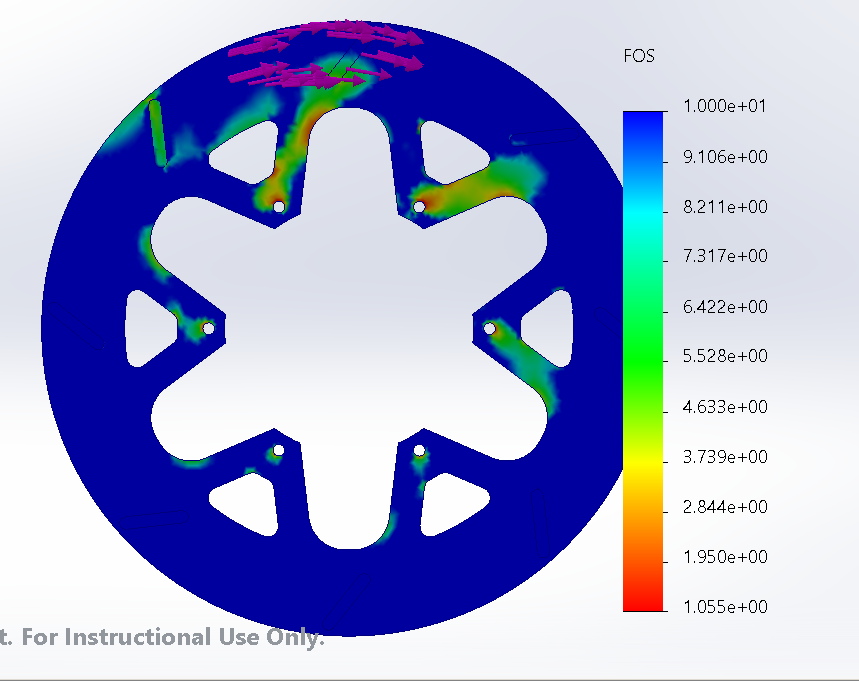 FOS
1.000e+01
9.106e+00
8.211e+00
7.317e+00
6.422e+00
5.528e+00
4.633e+00
3.739e+00
2.844e+00
1.950e+00
1.055e+00
t. For Instructional Use Only.